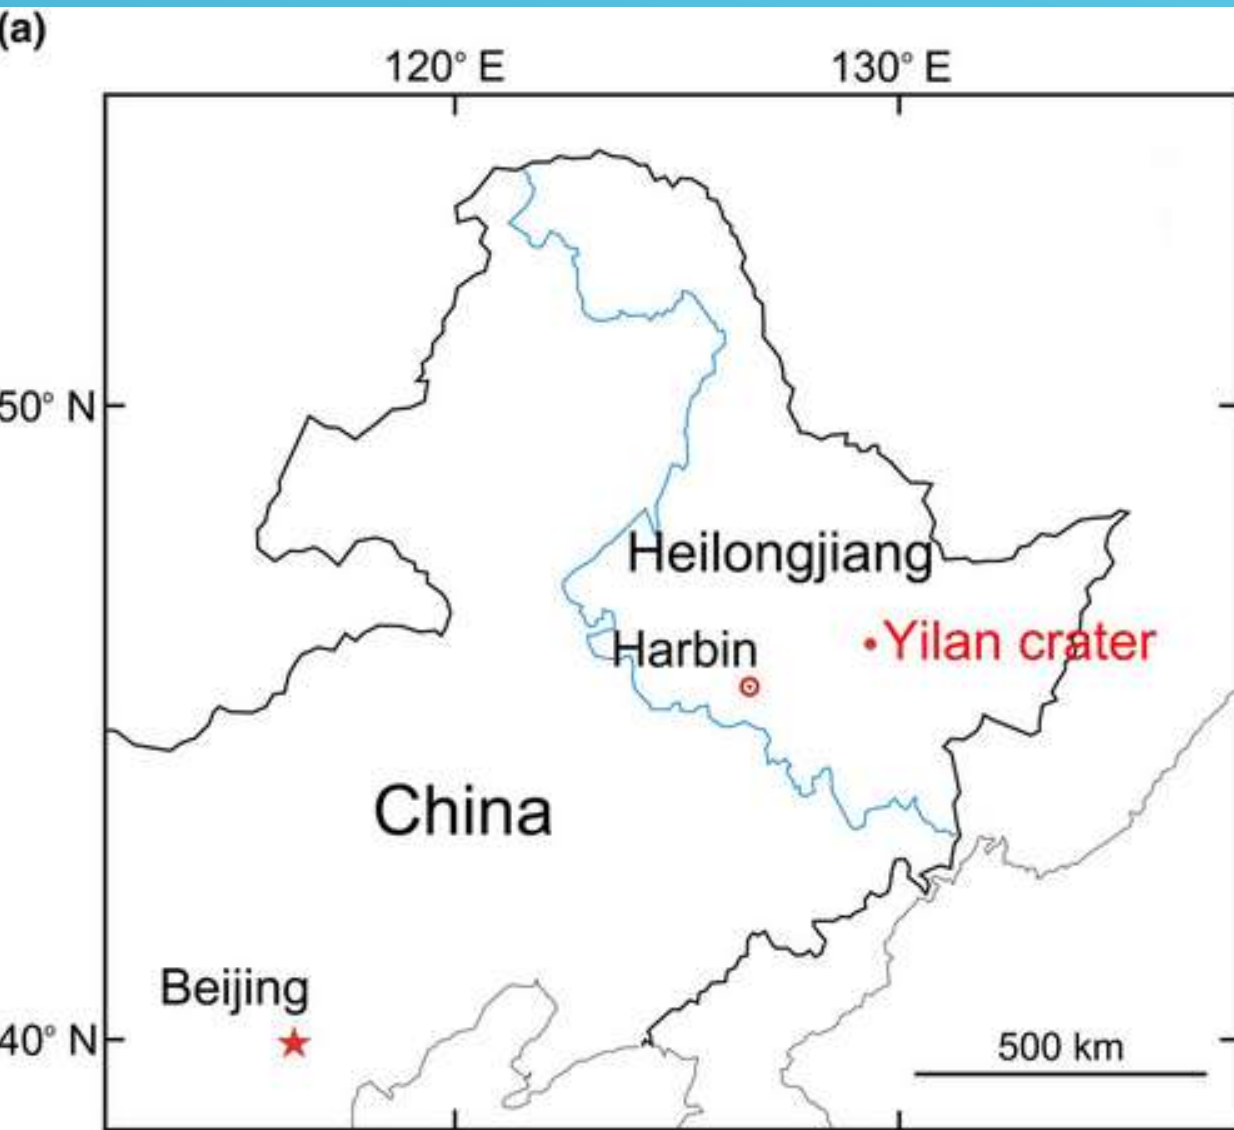 (a)
120° E 130° E
50° N
Heilongjiang
Harbin
Yilan crater
China
Beijing
40° N
500 km